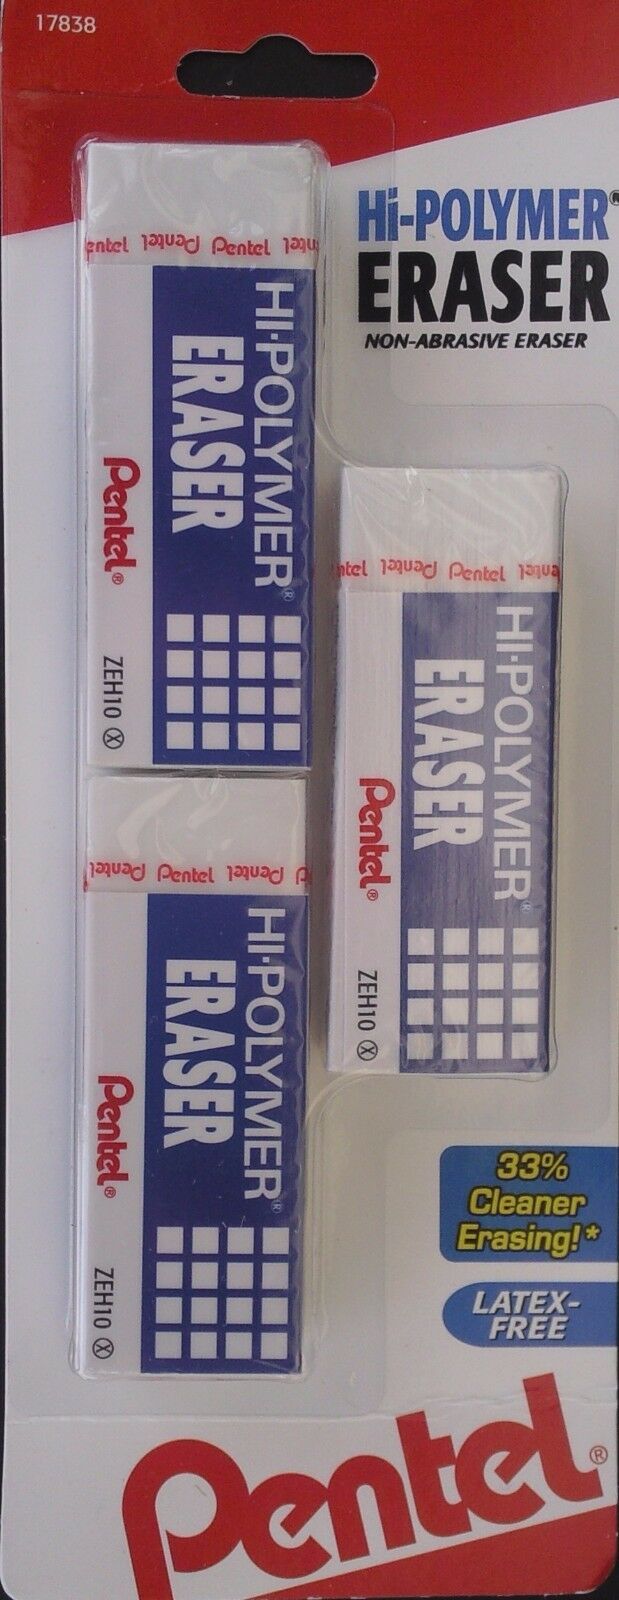 17838
Hi-POLYMER®
ERASER
NON-ABRASIVE ERASER
Pentel Pentel Pentel
HI-POLYMER®
ERASER
Pentel®
ZEH10 Ⓧ
Pentel Pentel
HI-POLYMER®
ERASER
Pentel®
ZEH10 Ⓧ
Pentel Pentel Pentel
HI-POLYMER®
ERASER
Pentel®
ZEH10 Ⓧ
33%
Cleaner
Erasing!*
LATEX-
FREE
Pentel®